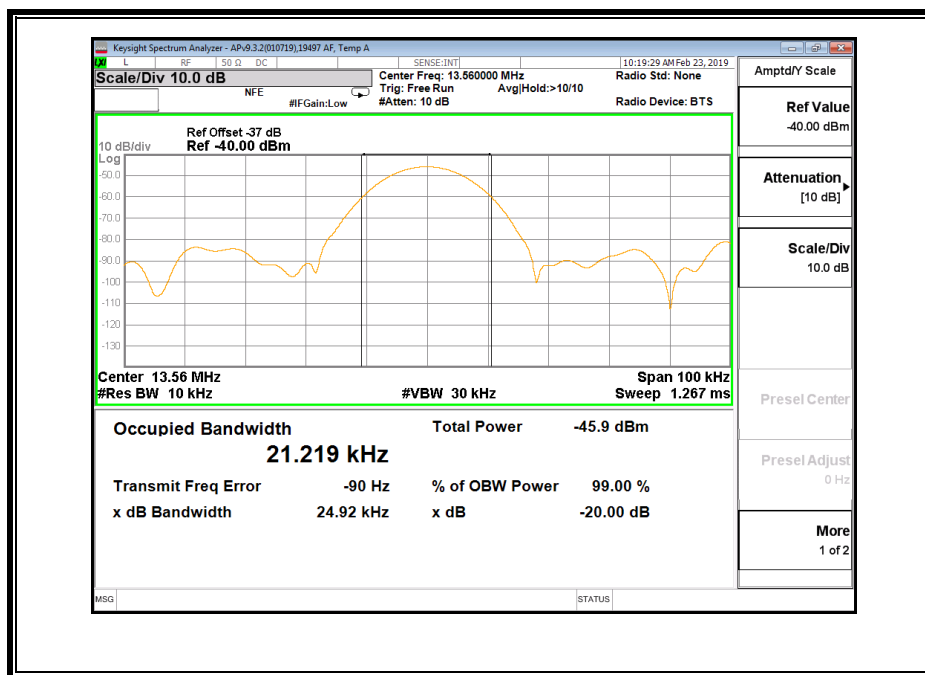 Keysight Spectrum Analyzer - APv9.3.2(010719),19497 AF, Temp A
LXI L RF 50 Ω DC SENSE:INT 10:19:29 AM Feb 23, 2019
Scale/Div 10.0 dB
Center Freq: 13.560000 MHz Radio Std: None
NFE Trig: Free Run Avg|Hold:>10/10
#IFGain:Low #Atten: 10 dB Radio Device: BTS
Ref Offset -37 dB
10 dB/div Ref -40.00 dBm
Log
-50.0
-60.0
-70.0
-80.0
-90.0
-100
-110
-120
-130
Center 13.56 MHz Span 100 kHz
#Res BW 10 kHz #VBW 30 kHz Sweep 1.267 ms
Occupied Bandwidth Total Power -45.9 dBm
21.219 kHz
Transmit Freq Error -90 Hz % of OBW Power 99.00 %
x dB Bandwidth 24.92 kHz x dB -20.00 dB
MSG STATUS
Amptd/Y Scale
Ref Value
-40.00 dBm
Attenuation
[10 dB]
Scale/Div
10.0 dB
Presel Center
Presel Adjust
0 Hz
More
1 of 2